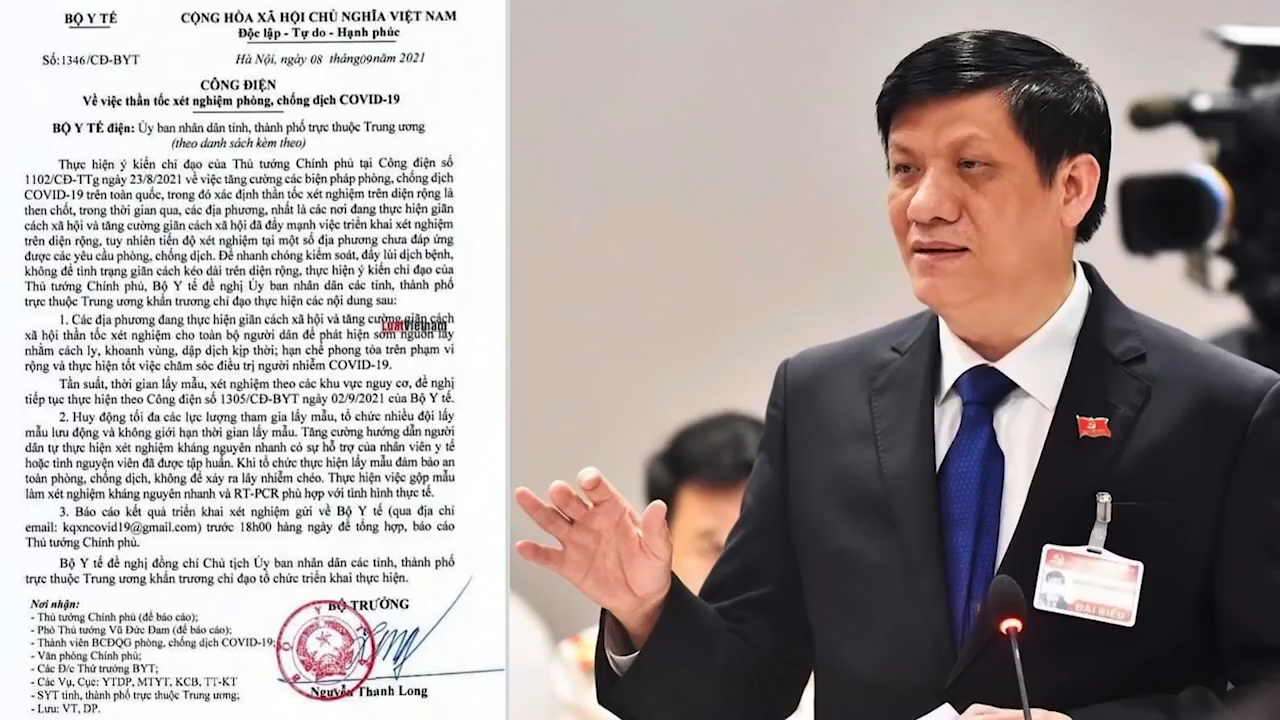 BỘ Y TẾ
CỘNG HÒA XÃ HỘI CHỦ NGHĨA VIỆT NAM
Độc lập - Tự do - Hạnh phúc
Số:1346/CĐ-BYT
Hà Nội, ngày 08 tháng09năm 2021
CÔNG ĐIỆN
Về việc thần tốc xét nghiệm phòng, chống dịch COVID-19
BỘ Y TẾ điện: Ủy ban nhân dân tỉnh, thành phố trực thuộc Trung ương
(theo danh sách kèm theo)
Thực hiện ý kiến chỉ đạo của Thủ tướng Chính phủ tại Công điện số
1102/CĐ-TTg ngày 23/8/2021 về việc tăng cường các biện pháp phòng, chống dịch
COVID-19 trên toàn quốc, trong đó xác định thần tốc xét nghiệm trên diện rộng là
then chốt, trong thời gian qua, các địa phương, nhất là các nơi đang thực hiện giãn
cách xã hội và tăng cường giãn cách xã hội đã đẩy mạnh việc triển khai xét nghiệm
trên diện rộng, tuy nhiên tiến độ xét nghiệm tại một số địa phương chưa đáp ứng
được các yêu cầu phòng, chống dịch. Để nhanh chóng kiểm soát, đẩy lùi dịch bệnh,
không để tình trạng giãn cách kéo dài trên diện rộng, thực hiện ý kiến chỉ đạo của
Thủ tướng Chính phủ, Bộ Y tế đề nghị Ủy ban nhân dân các tỉnh, thành phố
trực thuộc Trung ương khẩn trương chỉ đạo thực hiện các nội dung sau:
1. Các địa phương đang thực hiện giãn cách xã hội và tăng cường giãn cách
xã hội thần tốc xét nghiệm cho toàn bộ người dân để phát hiện sớm nguồn lây
LuatVietnam
nhằm cách ly, khoanh vùng, dập dịch kịp thời; hạn chế phong tỏa trên phạm vi
rộng và thực hiện tốt việc chăm sóc điều trị người nhiễm COVID-19.
Tần suất, thời gian lấy mẫu, xét nghiệm theo các khu vực nguy cơ, đề nghị
tiếp tục thực hiện theo Công điện số 1305/CĐ-BYT ngày 02/9/2021 của Bộ Y tế.
2. Huy động tối đa các lực lượng tham gia lấy mẫu, tổ chức nhiều đội lấy
mẫu lưu động và không giới hạn thời gian lấy mẫu. Tăng cường hướng dẫn người
dân tự thực hiện xét nghiệm kháng nguyên nhanh có sự hỗ trợ của nhân viên y tế
hoặc tình nguyện viên đã được tập huấn. Khi tổ chức thực hiện lấy mẫu đảm bảo an
toàn phòng, chống dịch, không để xảy ra lây nhiễm chéo. Thực hiện việc gộp mẫu
làm xét nghiệm kháng nguyên nhanh và RT-PCR phù hợp với tình hình thực tế.
3. Báo cáo kết quả triển khai xét nghiệm gửi về Bộ Y tế (qua địa chỉ
email: kqxncovid19@gmail.com) trước 18h00 hàng ngày để tổng hợp, báo cáo
Thủ tướng Chính phủ.
Bộ Y tế đề nghị đồng chí Chủ tịch Ủy ban nhân dân các tỉnh, thành phố
trực thuộc Trung ương khẩn trương chỉ đạo tổ chức triển khai thực hiện.
Nơi nhận:
- Thủ tướng Chính phủ (để báo cáo);
- Phó Thủ tướng Vũ Đức Đam (để báo cáo);
- Thành viên BCĐQG phòng, chống dịch COVID-19;
- Văn phòng Chính phủ;
- Các Đ/c Thứ trưởng BYT;
- Các Vụ, Cục: YTDP, MTYT, KCB, TT-KT
- SYT tỉnh, thành phố trực thuộc Trung ương;
- Lưu: VT, DP.
BỘ TRƯỞNG
Nguyễn Thanh Long
ĐẠI BIỂU